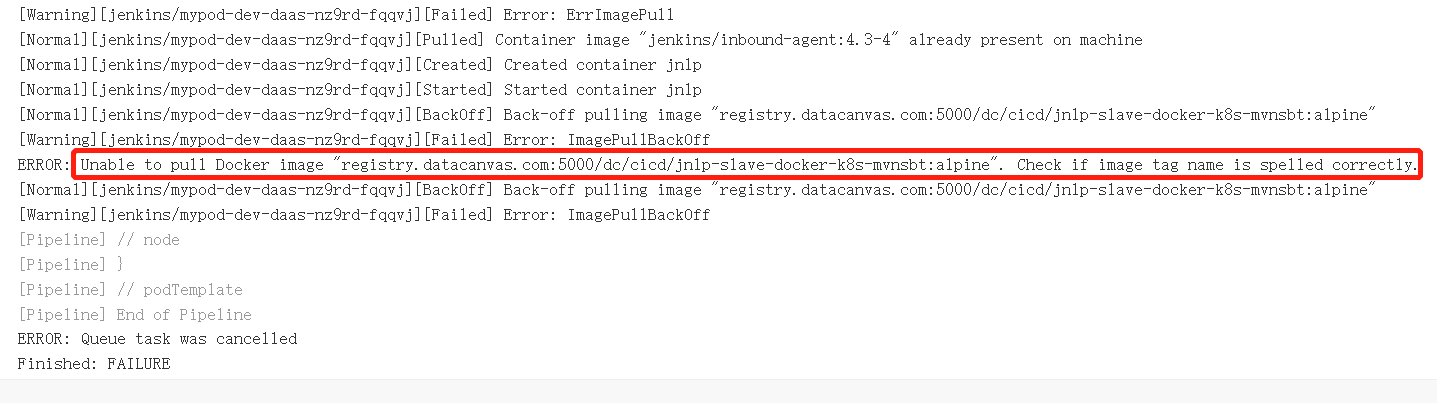 [Warning][jenkins/mypod-dev-daas-nz9rd-fqqvj][Failed] Error: ErrImagePull
[Normal][jenkins/mypod-dev-daas-nz9rd-fqqvj][Pulled] Container image "jenkins/inbound-agent:4.3-4" already present on machine
[Normal][jenkins/mypod-dev-daas-nz9rd-fqqvj][Created] Created container jnlp
[Normal][jenkins/mypod-dev-daas-nz9rd-fqqvj][Started] Started container jnlp
[Normal][jenkins/mypod-dev-daas-nz9rd-fqqvj][BackOff] Back-off pulling image "registry.datacanvas.com:5000/dc/cicd/jnlp-slave-docker-k8s-mvnsbt:alpine"
[Warning][jenkins/mypod-dev-daas-nz9rd-fqqvj][Failed] Error: ImagePullBackOff
ERROR: Unable to pull Docker image "registry.datacanvas.com:5000/dc/cicd/jnlp-slave-docker-k8s-mvnsbt:alpine". Check if image tag name is spelled correctly.
[Normal][jenkins/mypod-dev-daas-nz9rd-fqqvj][BackOff] Back-off pulling image "registry.datacanvas.com:5000/dc/cicd/jnlp-slave-docker-k8s-mvnsbt:alpine"
[Warning][jenkins/mypod-dev-daas-nz9rd-fqqvj][Failed] Error: ImagePullBackOff
[Pipeline] // node
[Pipeline] }
[Pipeline] // podTemplate
[Pipeline] End of Pipeline
ERROR: Queue task was cancelled
Finished: FAILURE